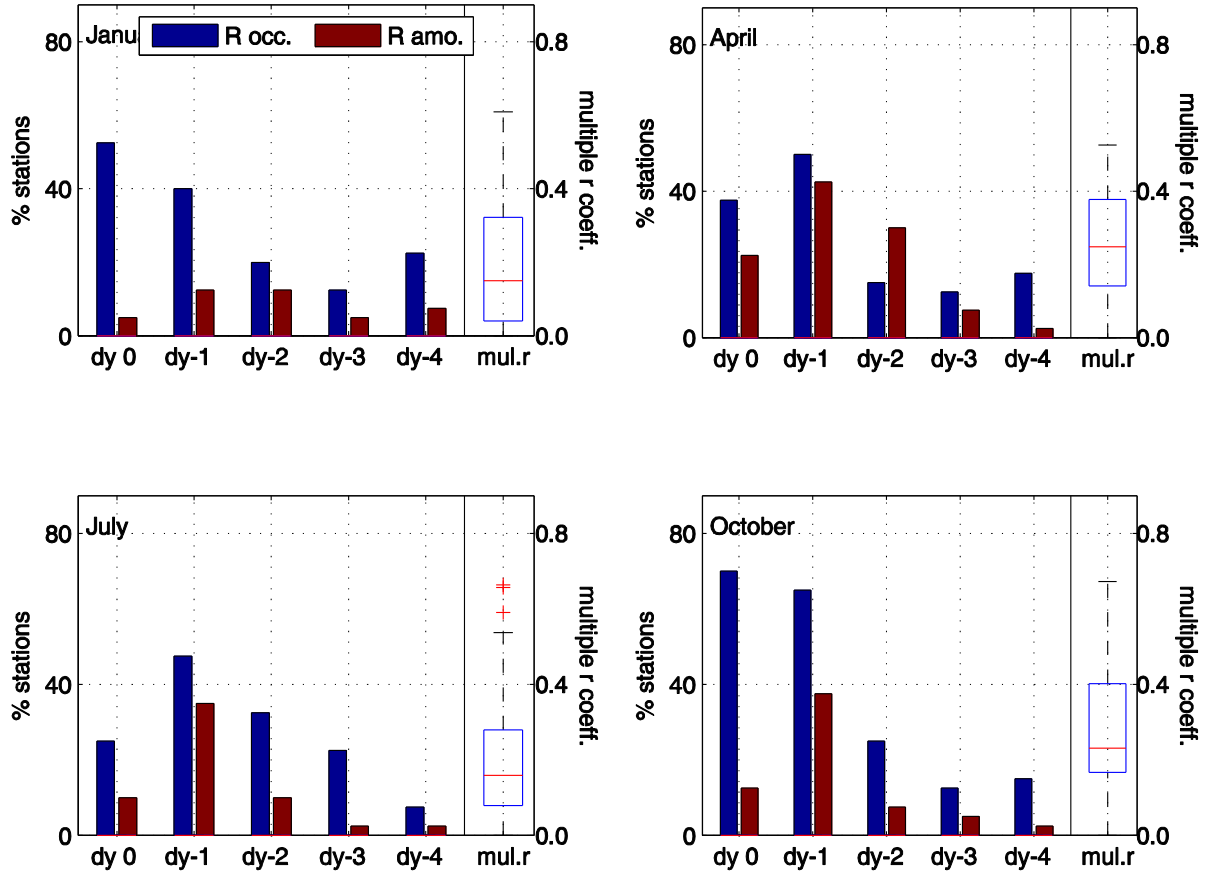 Janu
R occ.
R amo.
80
40
0
% stations
0.8
0.4
0.0
multiple r coeff.
dy 0 dy-1 dy-2 dy-3 dy-4 mul.r
April
80
40
0
% stations
0.8
0.4
0.0
multiple r coeff.
dy 0 dy-1 dy-2 dy-3 dy-4 mul.r
July
80
40
0
% stations
0.8
0.4
0.0
multiple r coeff.
dy 0 dy-1 dy-2 dy-3 dy-4 mul.r
October
80
40
0
% stations
0.8
0.4
0.0
multiple r coeff.
dy 0 dy-1 dy-2 dy-3 dy-4 mul.r